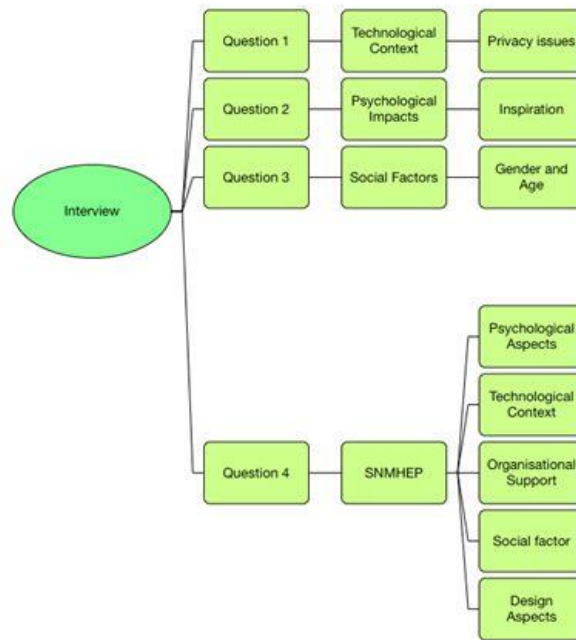 Question 1
Technological
Context
Privacy issues
Question 2
Psychological
Impacts
Inspiration
Question 3
Social Factors
Gender and
Age
Interview
Psychological
Aspects
Technological
Context
Organisational
Support
Question 4
SNMHEP
Social factor
Design
Aspects